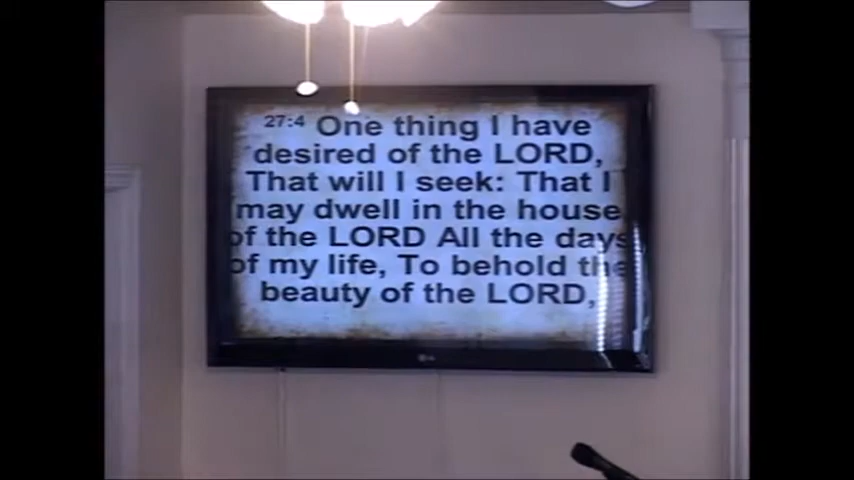 27:4 One thing I have
desired of the LORD,
That will I seek: That I
may dwell in the house
of the LORD All the days
of my life, To behold the
beauty of the LORD,
LG